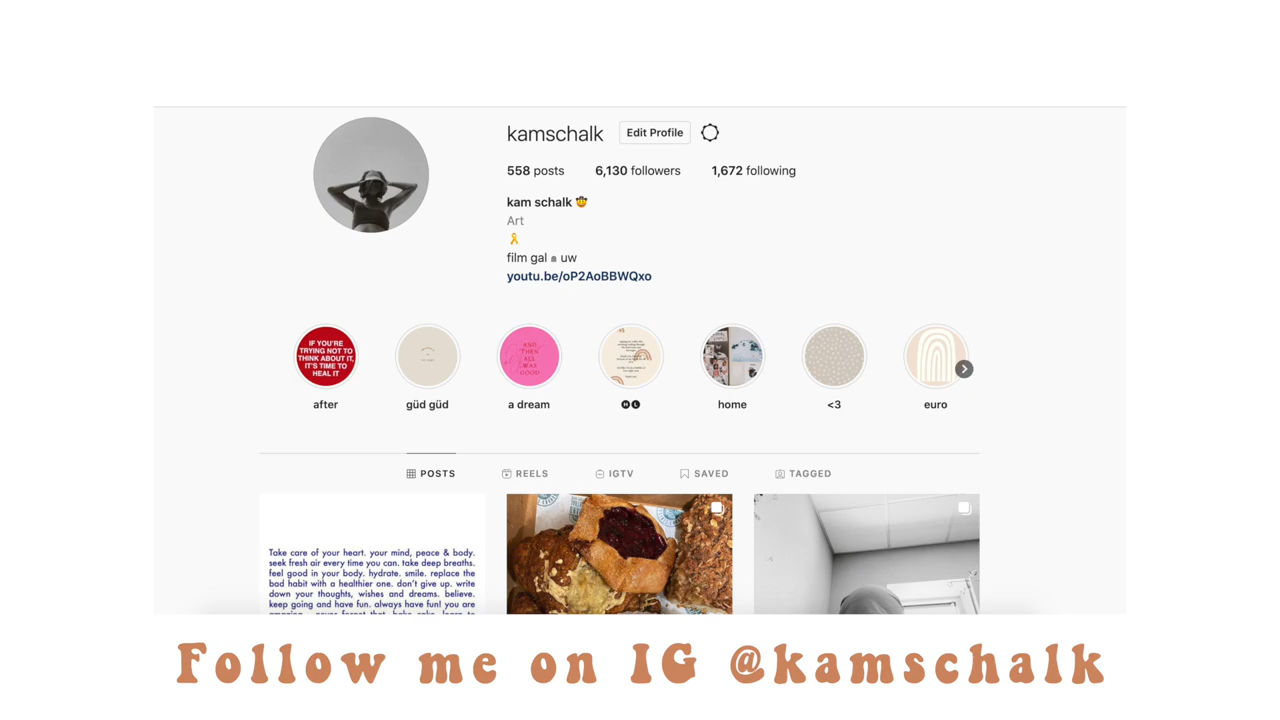 kamschalk Edit Profile
558 posts 6,130 followers 1,672 following
kam schalk 🤠
Art
🎗
film gal uw
youtu.be/oP2AoBBWQxo
IF YOU'RE
TRYING NOT TO
THINK ABOUT IT,
IT'S TIME TO
HEAL IT
AND
THEN
ALL
WAS
GOOD
after güd güd a dream H L home <3 euro
POSTS REELS IGTV SAVED TAGGED
Take care of your heart. your mind, peace & body.
seek fresh air every time you can. take deep breaths.
feel good in your body. hydrate. smile. replace the
bad habit with a healthier one. don't give up. write
down your thoughts, wishes and dreams. believe.
keep going and have fun. always have fun! you are
Follow me on IG @kamschalk